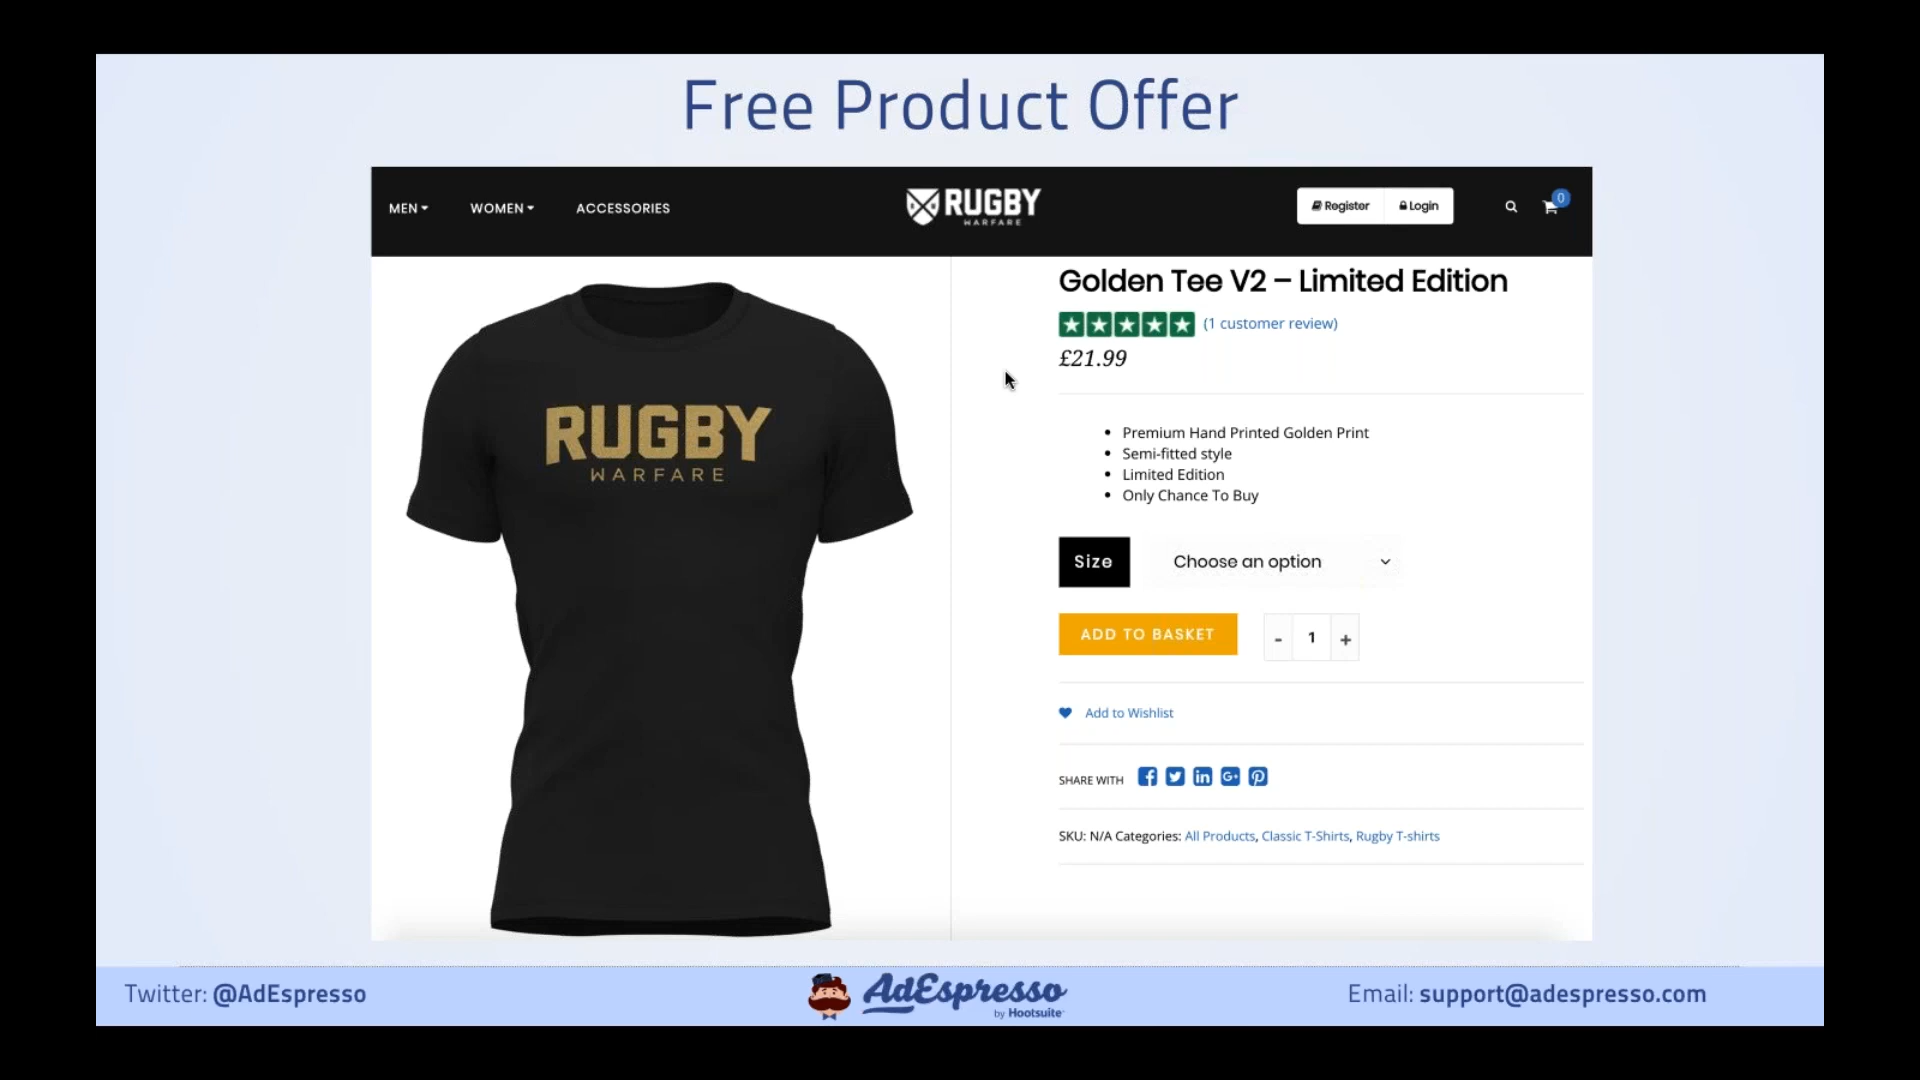 Free Product Offer
MEN WOMEN ACCESSORIES RUGBY WARFARE Register Login 0
Golden Tee V2 – Limited Edition
(1 customer review)
£21.99
RUGBY
WARFARE
• Premium Hand Printed Golden Print
• Semi-fitted style
• Limited Edition
• Only Chance To Buy
Size Choose an option
ADD TO BASKET - 1 +
Add to Wishlist
SHARE WITH
SKU: N/A Categories: All Products, Classic T-Shirts, Rugby T-shirts
Twitter: @AdEspresso AdEspresso by Hootsuite Email: support@adespresso.com